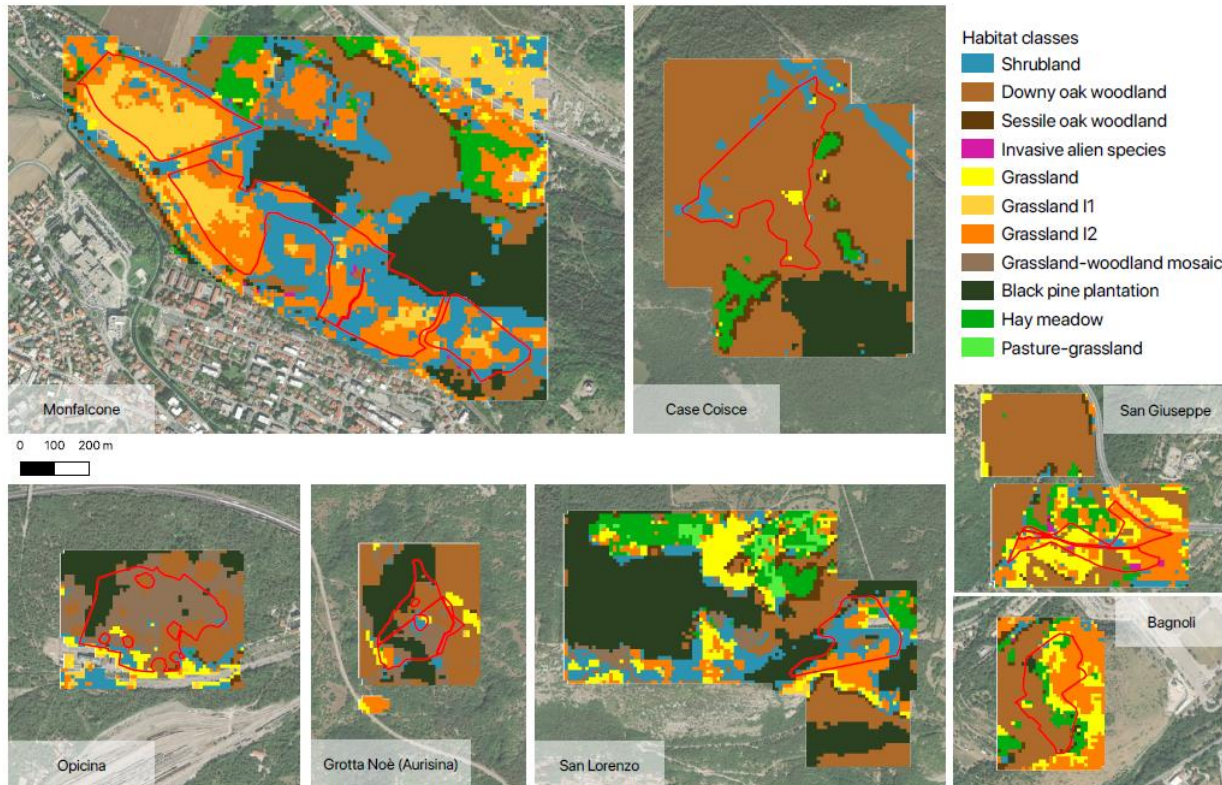 Habitat classes
Shrubland
Downy oak woodland
Sessile oak woodland
Invasive alien species
Grassland
Grassland I1
Grassland I2
Grassland-woodland mosaic
Black pine plantation
Hay meadow
Pasture-grassland
Monfalcone
Case Coisce
San Giuseppe
0 100 200 m
Bagnoli
Opicina
Grotta Noè (Aurisina)
San Lorenzo